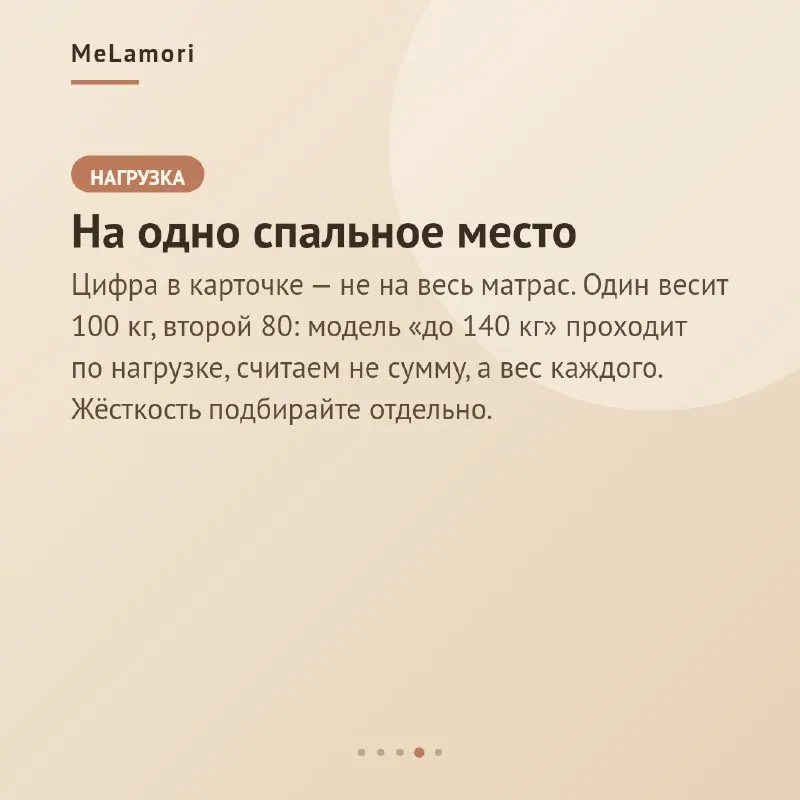 MeLamori
НАГРУЗКА
На одно спальное место
Цифра в карточке — не на весь матрас. Один весит
100 кг, второй 80: модель «до 140 кг» проходит
по нагрузке, считаем не сумму, а вес каждого.
Жёсткость подбирайте отдельно.